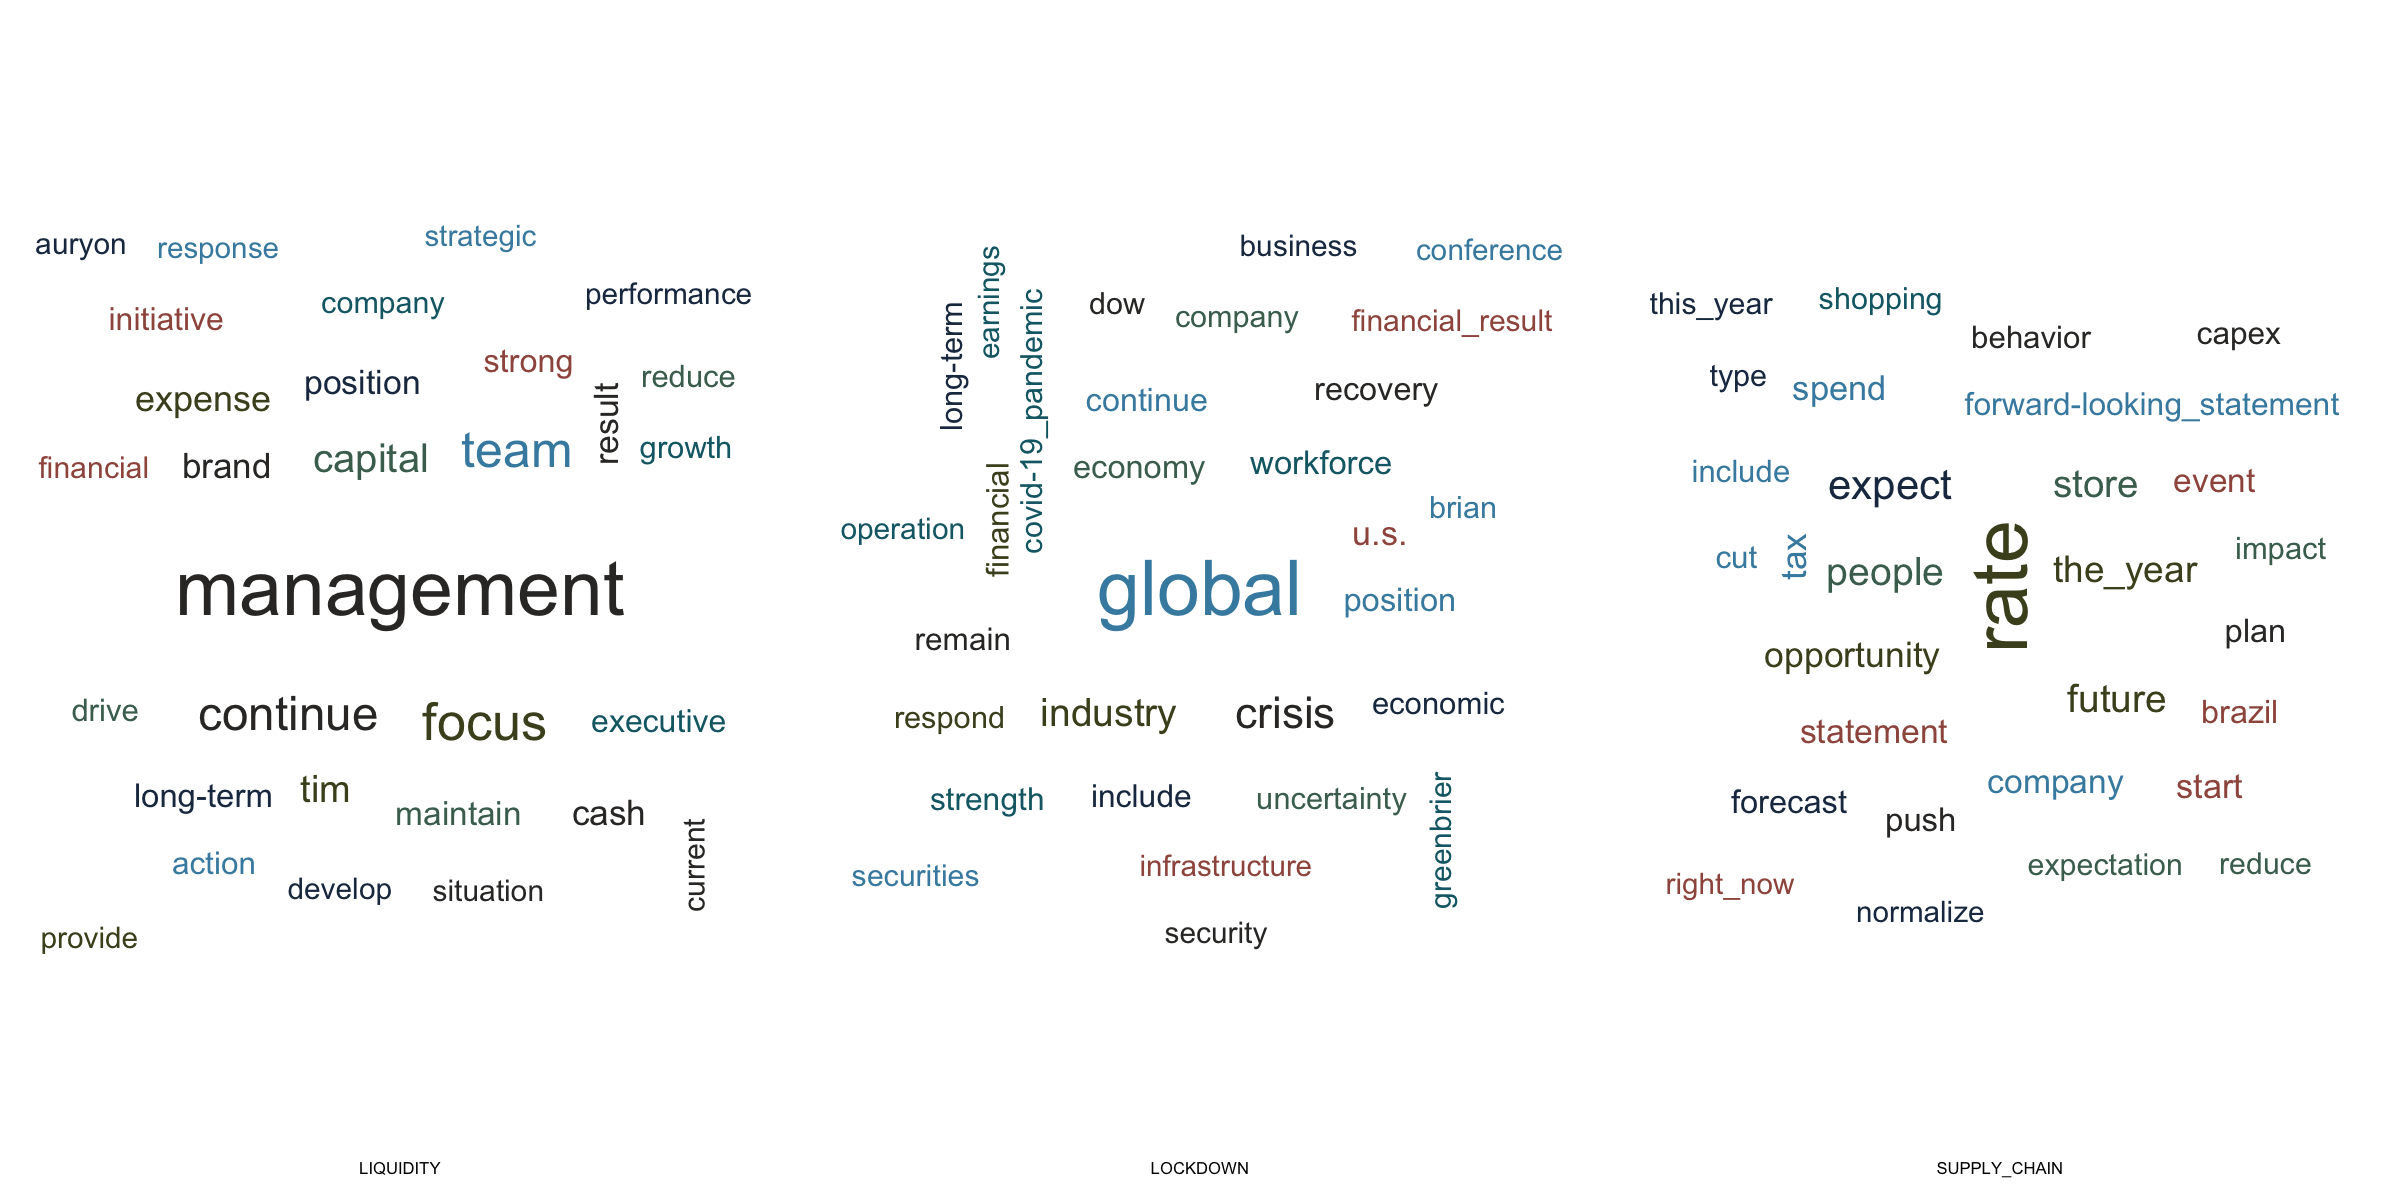 auryon
response
strategic
initiative
company
performance
expense
position
strong
result
reduce
financial
brand
capital
team
growth
management
drive
continue
focus
executive
long-term
tim
maintain
cash
current
action
develop
situation
provide
LIQUIDITY
business
conference
earnings
long-term
covid-19_pandemic
dow
company
financial_result
continue
recovery
economy
workforce
financial
operation
brian
u.s.
global
position
remain
respond
industry
crisis
economic
strength
include
uncertainty
greenbrier
securities
infrastructure
security
LOCKDOWN
this_year
shopping
behavior
capex
type
spend
forward-looking_statement
include
expect
store
event
cut
tax
people
rate
the_year
impact
opportunity
plan
future
brazil
statement
company
start
forecast
push
expectation
reduce
right_now
normalize
SUPPLY_CHAIN